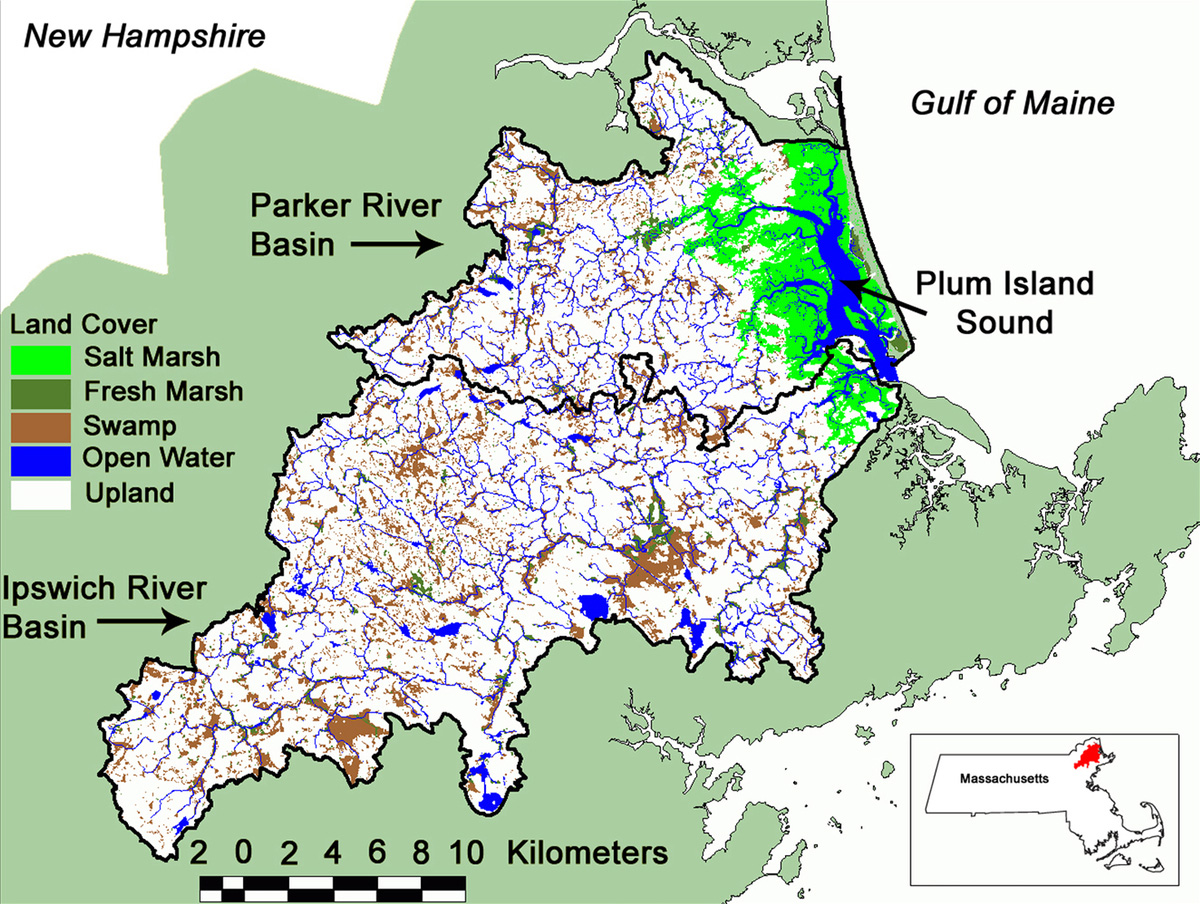 New Hampshire
Gulf of Maine
Parker River
Basin
Plum Island
Sound
Land Cover
Salt Marsh
Fresh Marsh
Swamp
Open Water
Upland
Ipswich River
Basin
Massachusetts
2 0 2 4 6 8 10 Kilometers